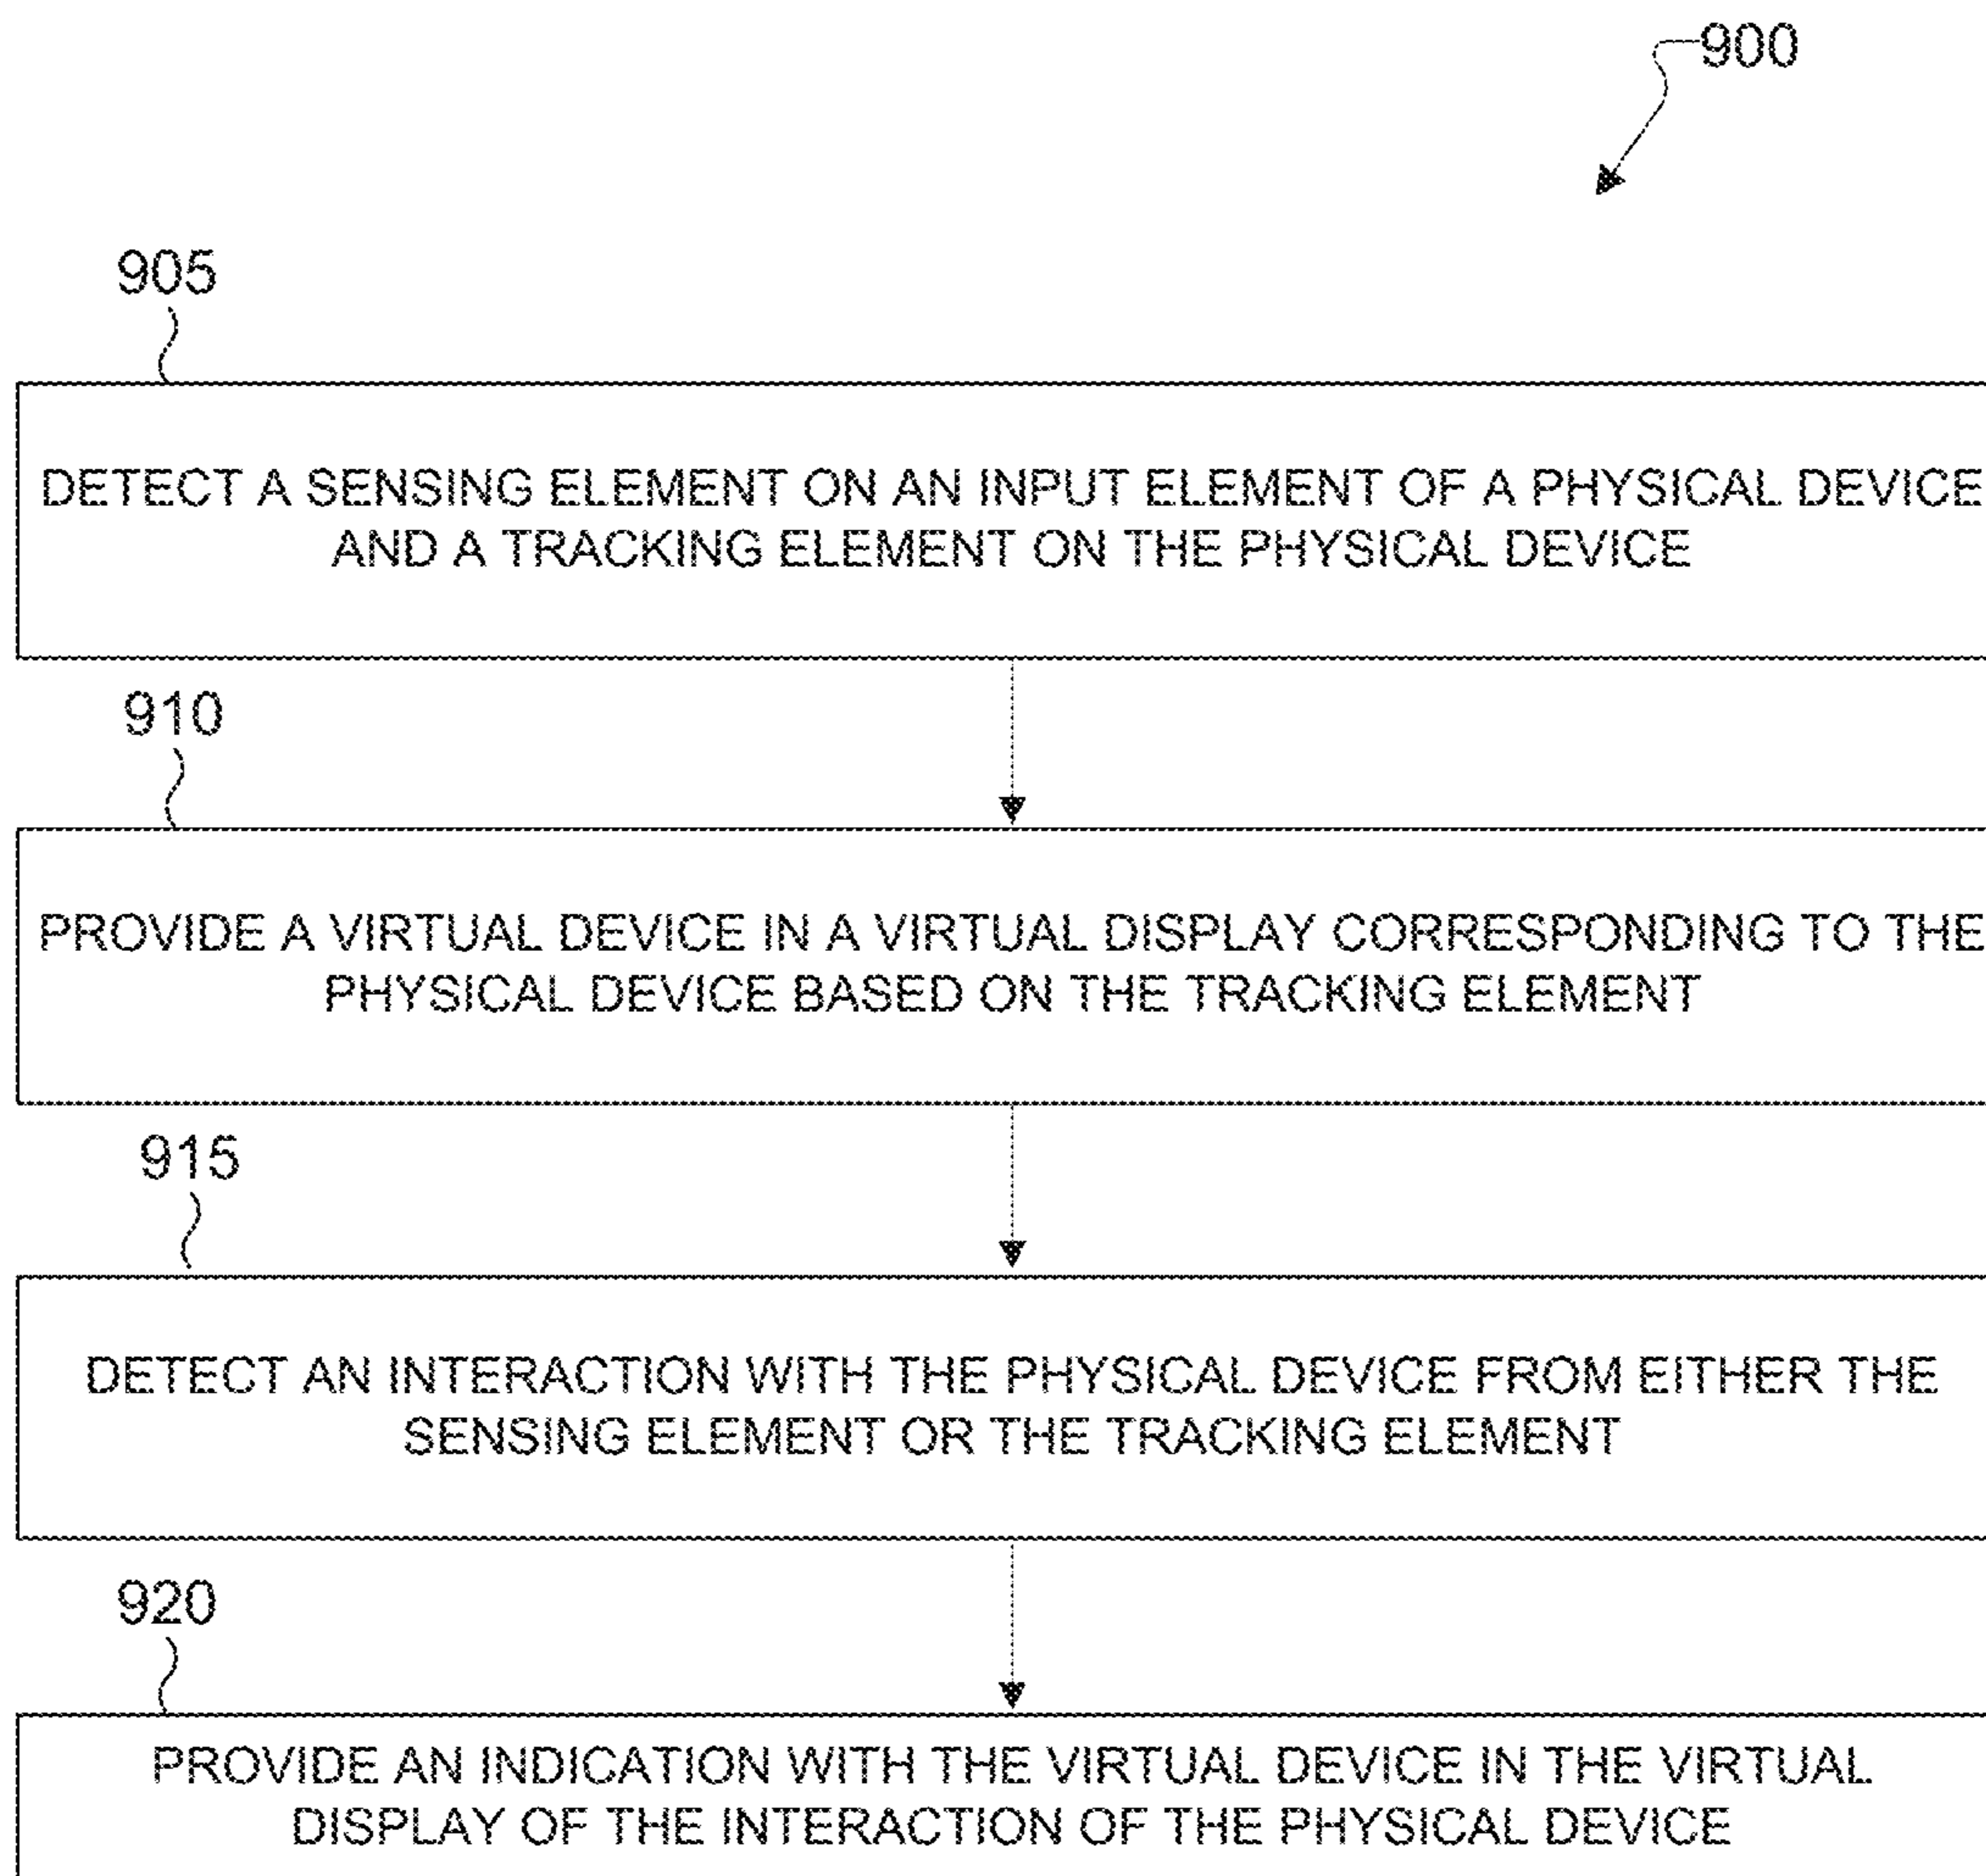 900
905
DETECT A SENSING ELEMENT ON AN INPUT ELEMENT OF A PHYSICAL DEVICE
AND A TRACKING ELEMENT ON THE PHYSICAL DEVICE
910
PROVIDE A VIRTUAL DEVICE IN A VIRTUAL DISPLAY CORRESPONDING TO THE
PHYSICAL DEVICE BASED ON THE TRACKING ELEMENT
915
DETECT AN INTERACTION WITH THE PHYSICAL DEVICE FROM EITHER THE
SENSING ELEMENT OR THE TRACKING ELEMENT
920
PROVIDE AN INDICATION WITH THE VIRTUAL DEVICE IN THE VIRTUAL
DISPLAY OF THE INTERACTION OF THE PHYSICAL DEVICE